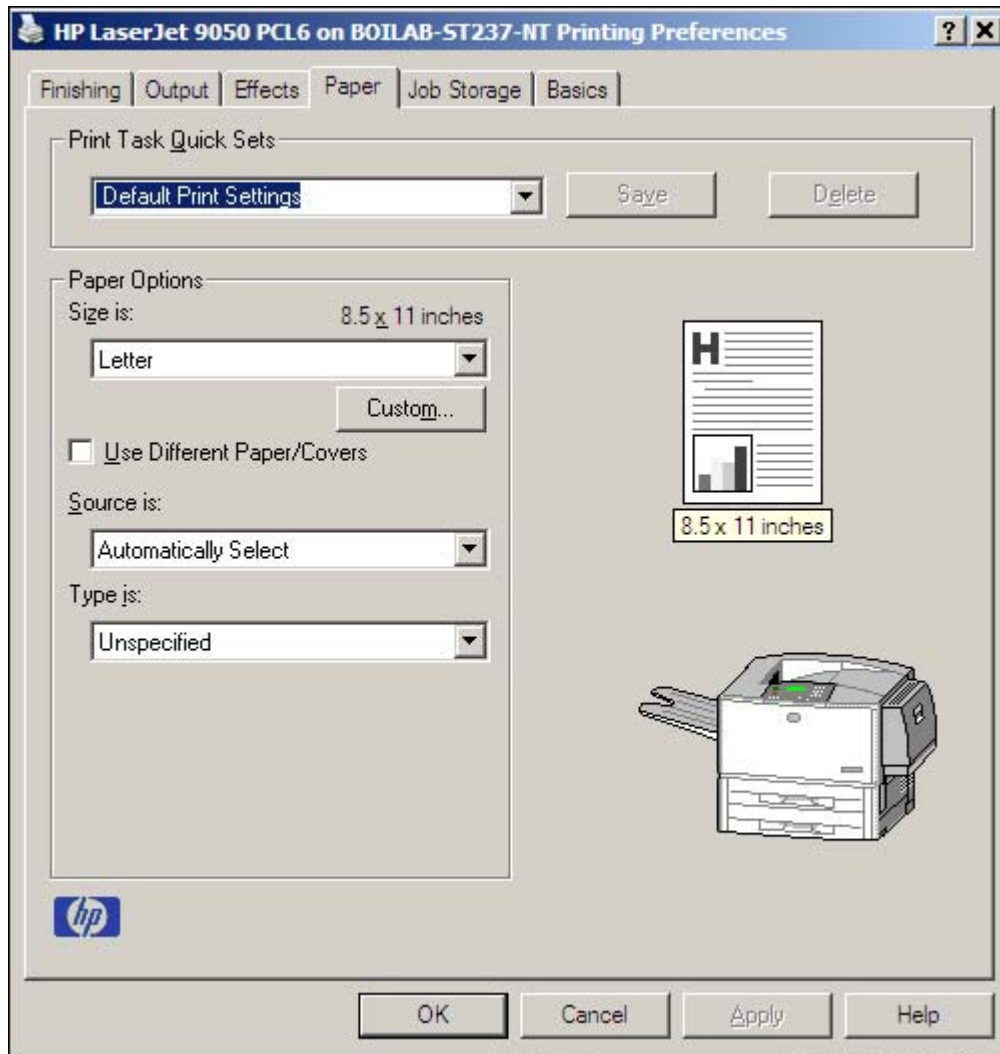 HP LaserJet 9050 PCL6 on BOILAB-ST237-NT Printing Preferences ? X
Finishing Output Effects Paper Job Storage Basics
Print Task Quick Sets
Default Print Settings Save Delete
Paper Options
Size is: 8.5 x 11 inches
Letter
Custom...
Use Different Paper/Covers
Source is:
Automatically Select
Type is:
Unspecified
H
8.5 x 11 inches
hp
OK Cancel Apply Help